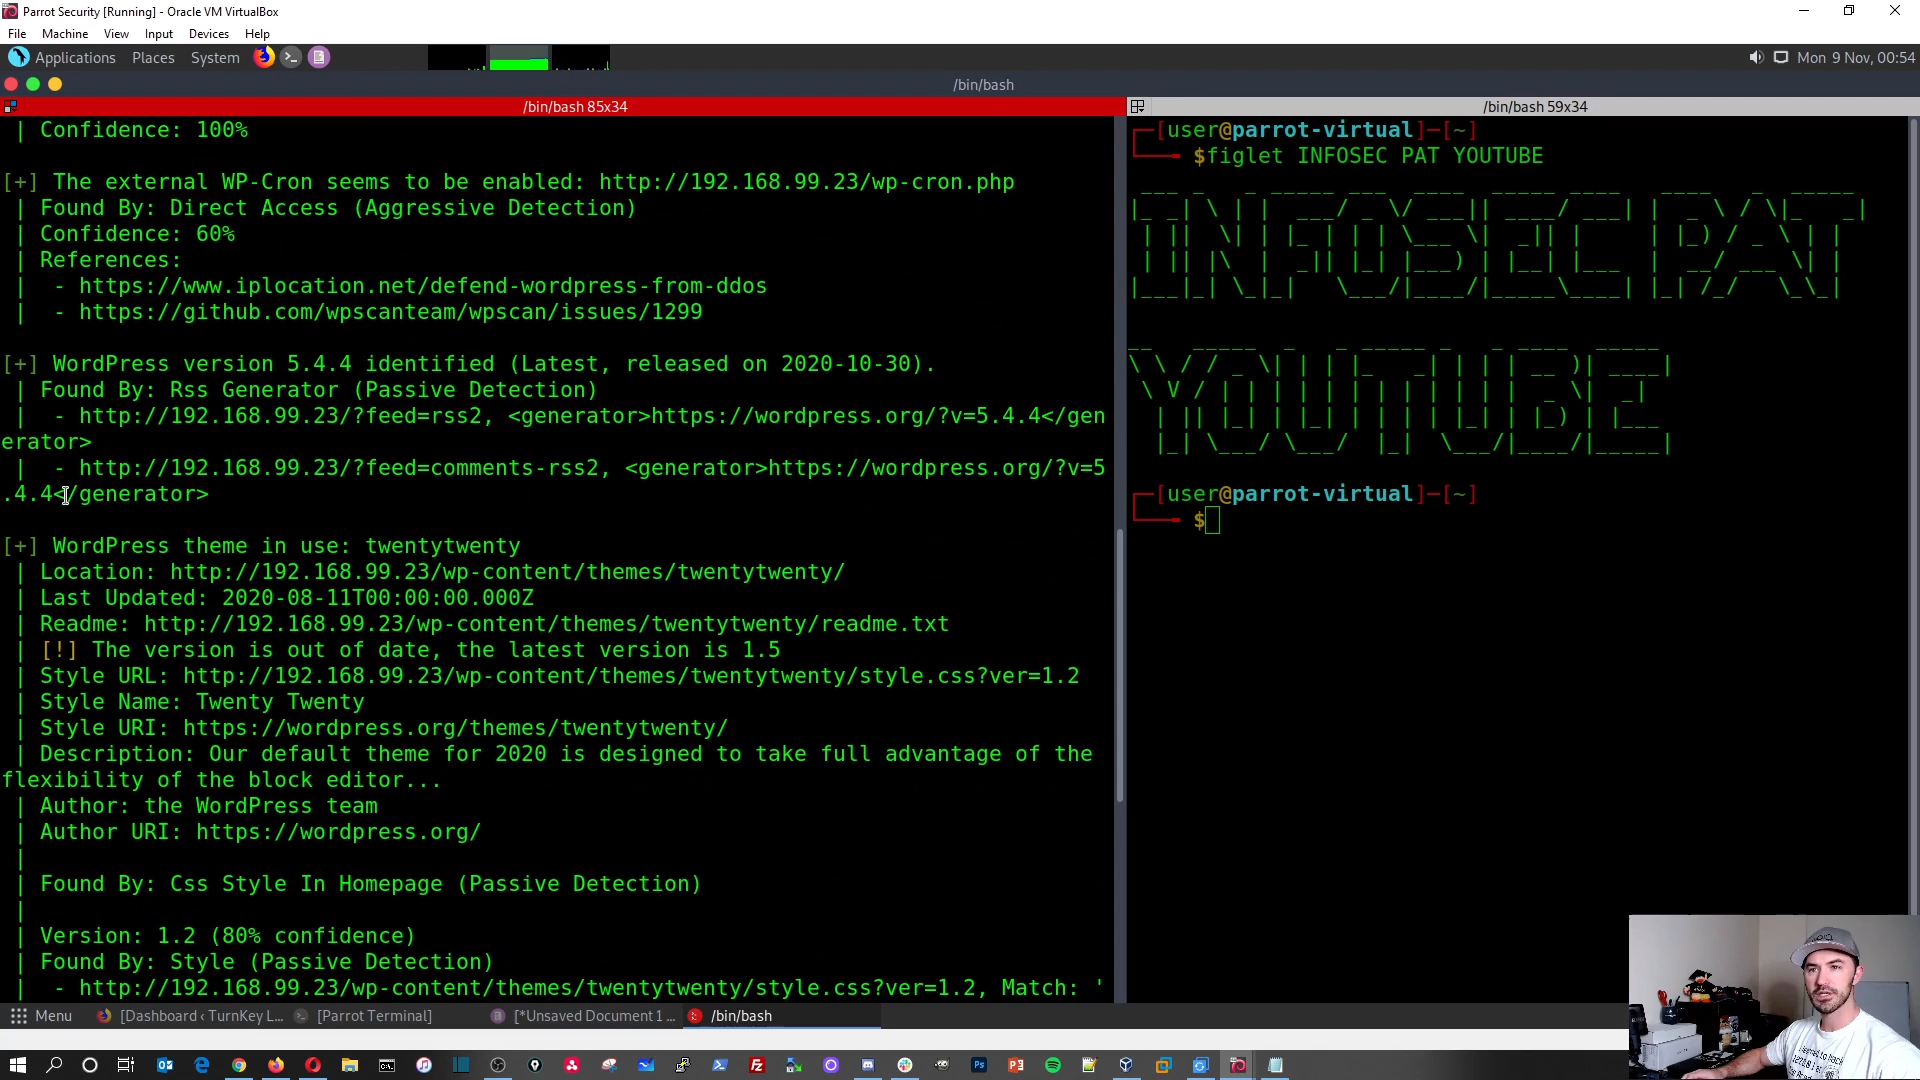 Parrot Security [Running] - Oracle VM VirtualBox
File Machine View Input Devices Help
Applications Places System
Mon 9 Nov, 00:54
/bin/bash
/bin/bash 85x34
| Confidence: 100%
[+] The external WP-Cron seems to be enabled: http://192.168.99.23/wp-cron.php
| Found By: Direct Access (Aggressive Detection)
| Confidence: 60%
| References:
| - https://www.iplocation.net/defend-wordpress-from-ddos
| - https://github.com/wpscanteam/wpscan/issues/1299
[+] WordPress version 5.4.4 identified (Latest, released on 2020-10-30).
| Found By: Rss Generator (Passive Detection)
| - http://192.168.99.23/?feed=rss2, <generator>https://wordpress.org/?v=5.4.4</gen
erator>
| - http://192.168.99.23/?feed=comments-rss2, <generator>https://wordpress.org/?v=5
.4.4</generator>
[+] WordPress theme in use: twentytwenty
| Location: http://192.168.99.23/wp-content/themes/twentytwenty/
| Last Updated: 2020-08-11T00:00:00.000Z
| Readme: http://192.168.99.23/wp-content/themes/twentytwenty/readme.txt
| [!] The version is out of date, the latest version is 1.5
| Style URL: http://192.168.99.23/wp-content/themes/twentytwenty/style.css?ver=1.2
| Style Name: Twenty Twenty
| Style URI: https://wordpress.org/themes/twentytwenty/
| Description: Our default theme for 2020 is designed to take full advantage of the
flexibility of the block editor...
| Author: the WordPress team
| Author URI: https://wordpress.org/
|
| Found By: Css Style In Homepage (Passive Detection)
|
| Version: 1.2 (80% confidence)
| Found By: Style (Passive Detection)
| - http://192.168.99.23/wp-content/themes/twentytwenty/style.css?ver=1.2, Match: '
/bin/bash 59x34
[user@parrot-virtual]-[~]
$figlet INFOSEC PAT YOUTUBE
INFOSEC PAT
YOUTUBE
[user@parrot-virtual]-[~]
$
Menu [Dashboard ‹ TurnKey L... [Parrot Terminal] [*Unsaved Document 1 ... /bin/bash